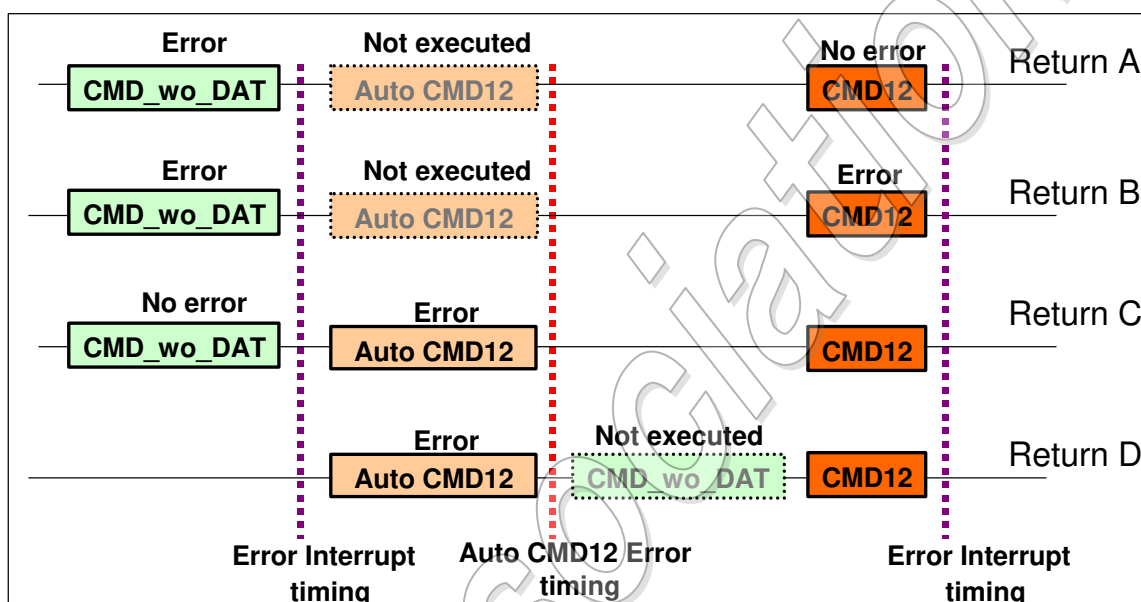 Error
Not executed
No error
Return A
CMD_wo_DAT
Auto CMD12
CMD12
Error
Not executed
Error
Return B
CMD_wo_DAT
Auto CMD12
CMD12
No error
Error
Return C
CMD_wo_DAT
Auto CMD12
CMD12
Error
Not executed
Return D
Auto CMD12
CMD_wo_DAT
CMD12
Error Interrupt
timing
Auto CMD12 Error
timing
Error Interrupt
timing
sociation